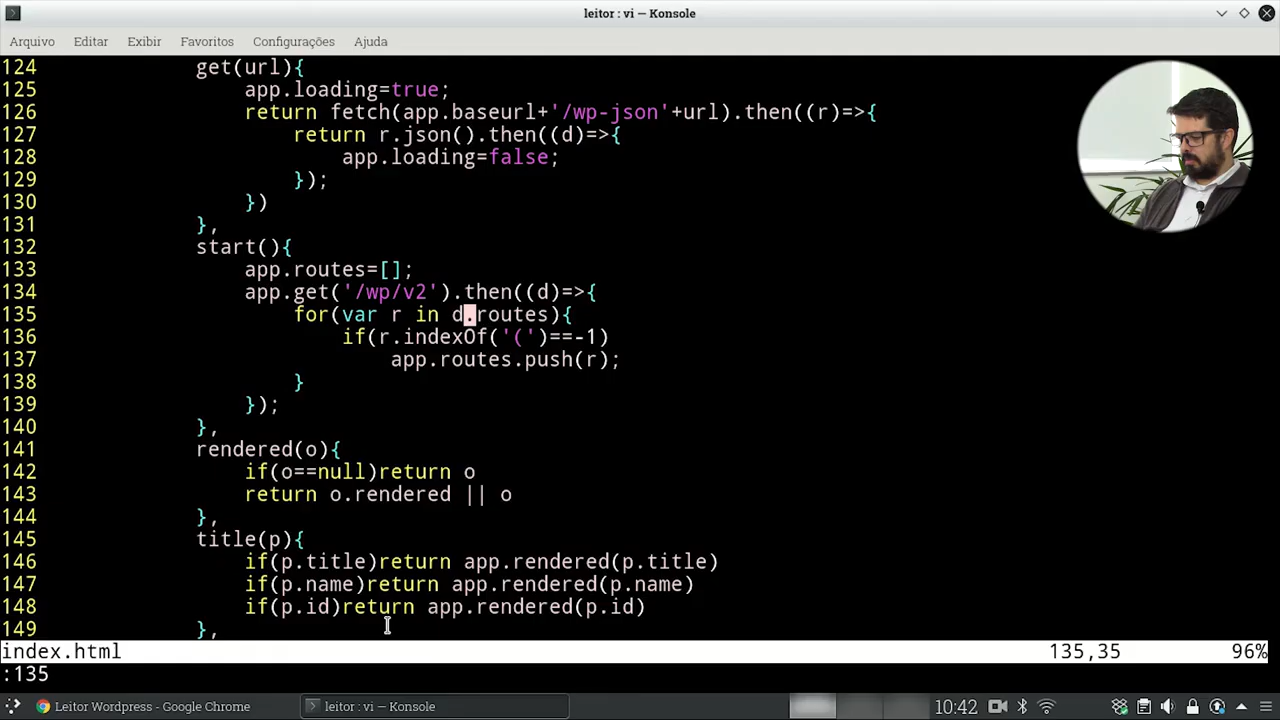 leitor : vi — Konsole
Arquivo Editar Exibir Favoritos Configurações Ajuda
124 get(url){
125 app.loading=true;
126 return fetch(app.baseurl+'/wp-json'+url).then((r)=>{
127 return r.json().then((d)=>{
128 app.loading=false;
129 });
130 })
131 },
132 start(){
133 app.routes=[];
134 app.get('/wp/v2').then((d)=>{
135 for(var r in d.routes){
136 if(r.indexOf('(')==-1)
137 app.routes.push(r);
138 }
139 });
140 },
141 rendered(o){
142 if(o==null)return o
143 return o.rendered || o
144 },
145 title(p){
146 if(p.title)return app.rendered(p.title)
147 if(p.name)return app.rendered(p.name)
148 if(p.id)return app.rendered(p.id)
149 },
index.html 135,35 96%
:135
Leitor Wordpress - Google Chrome leitor : vi — Konsole 10:42